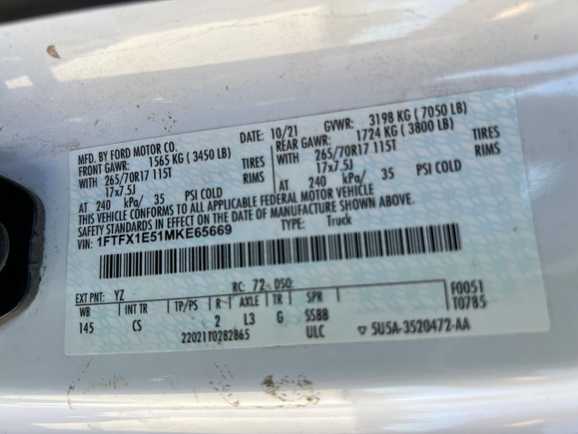 MFD. BY FORD MOTOR CO.
10/21 GVWR: 3198 KG (7050 LB)
FRONT GAWR: 1565 KG (3450 LB)
REAR GAWR: 1724 KG (3800 LB)
WITH 265/70R17 115T TIRES
WITH 265/70R17 115T TIRES
17x7.5J RIMS
17x7.5J RIMS
AT 240 kPa/ 35 PSI COLD
AT 240 kPa/ 35 PSI COLD
THIS VEHICLE CONFORMS TO ALL APPLICABLE FEDERAL MOTOR VEHICLE
SAFETY STANDARDS IN EFFECT ON THE DATE OF MANUFACTURE SHOWN ABOVE.
VIN: 1FTFX1E51MKE65669
TYPE: Truck
EXT PNT: YZ RC: 72 DSO: F0051
WB INT TR TP/PS R AXLE TR SPR T0785
145 CS 2 L3 G SSBB
22021T0282865 ULC
▽ 5U5A-3520472-AA